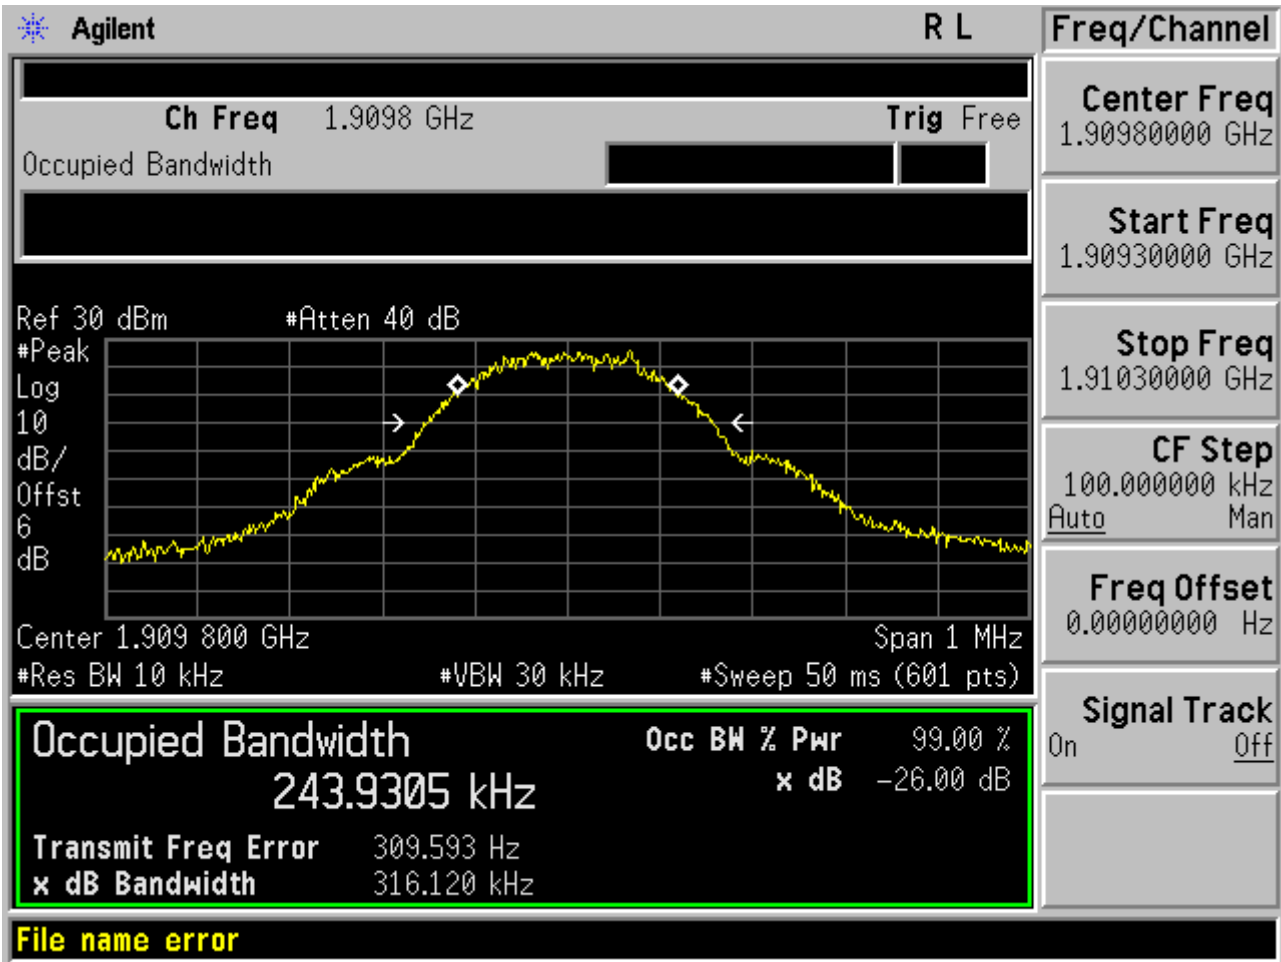 Agilent R L
Ch Freq 1.9098 GHz Trig Free
Occupied Bandwidth
Ref 30 dBm #Atten 40 dB
#Peak
Log
10
dB/
Offst
6
dB
Center 1.909 800 GHz Span 1 MHz
#Res BW 10 kHz #VBW 30 kHz #Sweep 50 ms (601 pts)
Occupied Bandwidth
243.9305 kHz
Occ BW % Pwr 99.00 %
x dB -26.00 dB
Transmit Freq Error 309.593 Hz
x dB Bandwidth 316.120 kHz
File name error
Freq/Channel
Center Freq
1.90980000 GHz
Start Freq
1.90930000 GHz
Stop Freq
1.91030000 GHz
CF Step
100.000000 kHz
Auto Man
Freq Offset
0.00000000 Hz
Signal Track
On Off